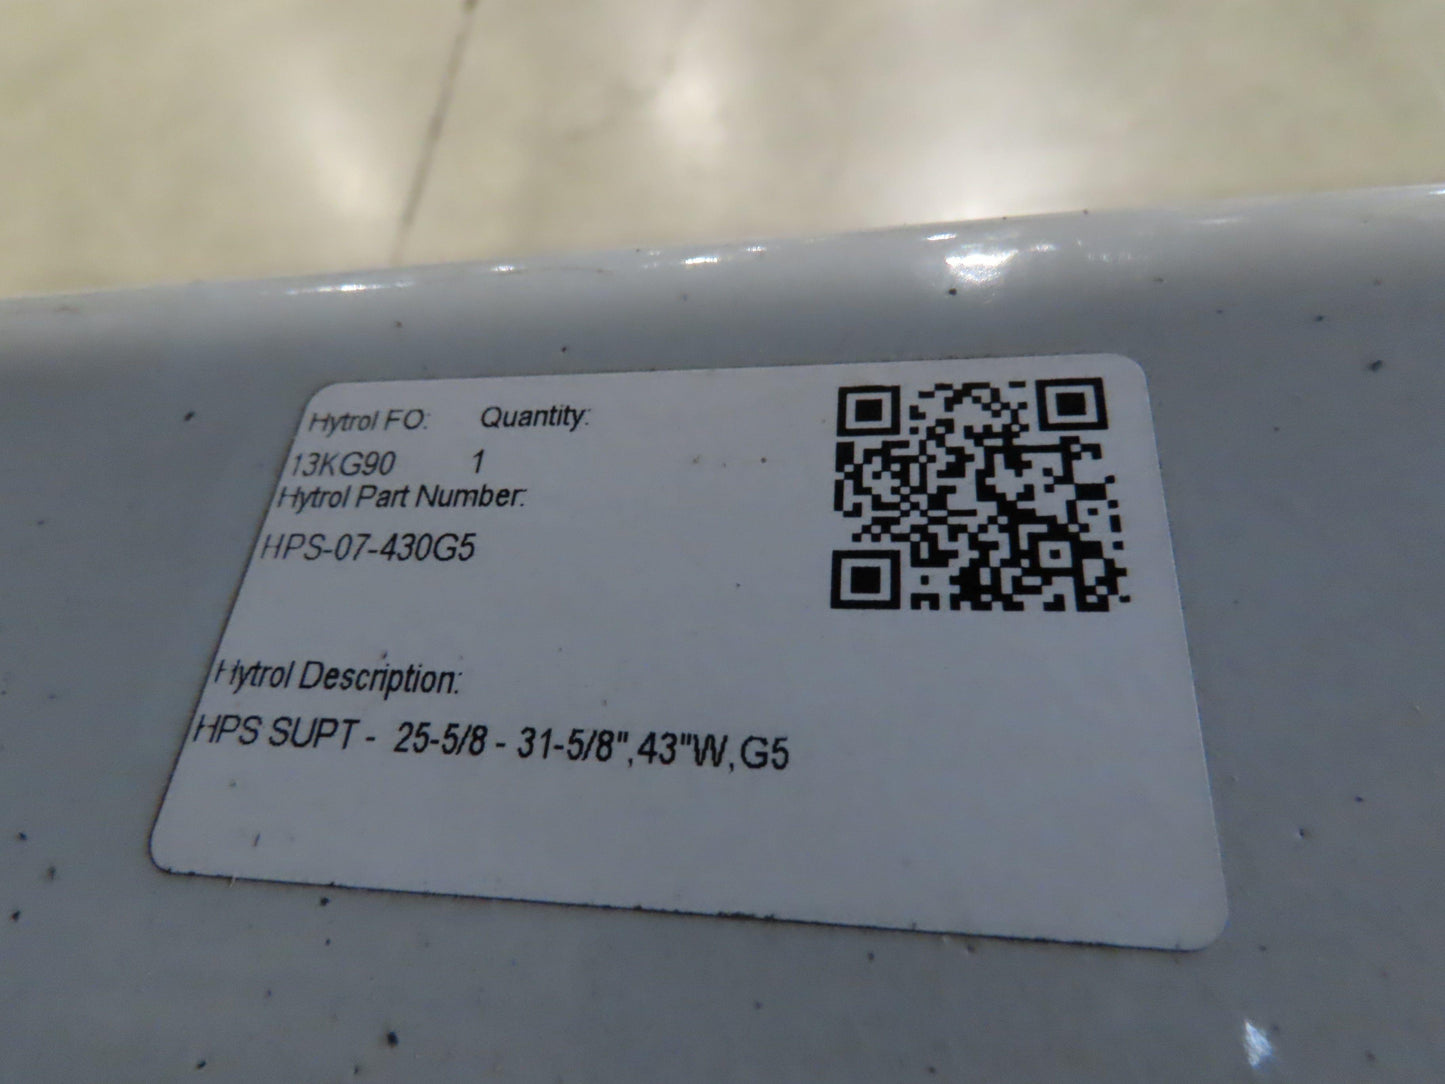 Hytrol FO: Quantity:
13KG90 1
Hytrol Part Number:
HPS-07-430G5
Hytrol Description:
HPS SUPT - 25-5/8 - 31-5/8",43"W,G5